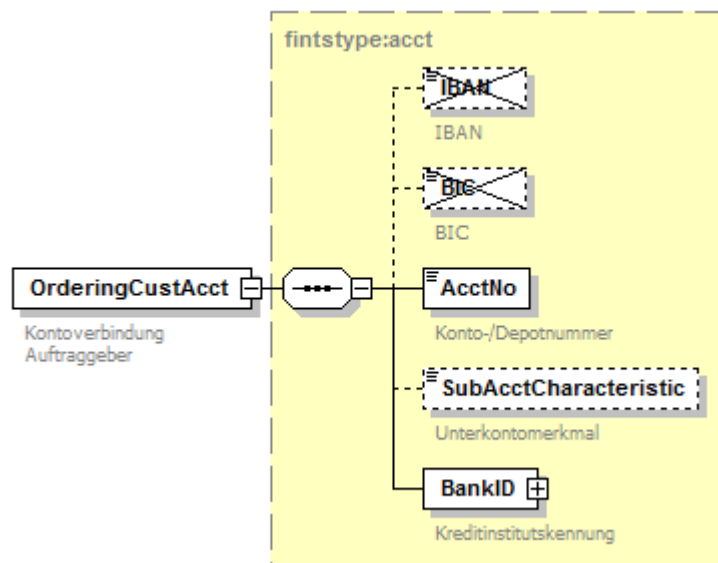 fintstype:acct
IBAN
IBAN
BIC
BIC
OrderingCustAcct
Kontoverbindung
Auftraggeber
AcctNo
Konto-/Depotnummer
SubAcctCharacteristic
Unterkontomerkmal
BankID
Kreditinstitutskennung